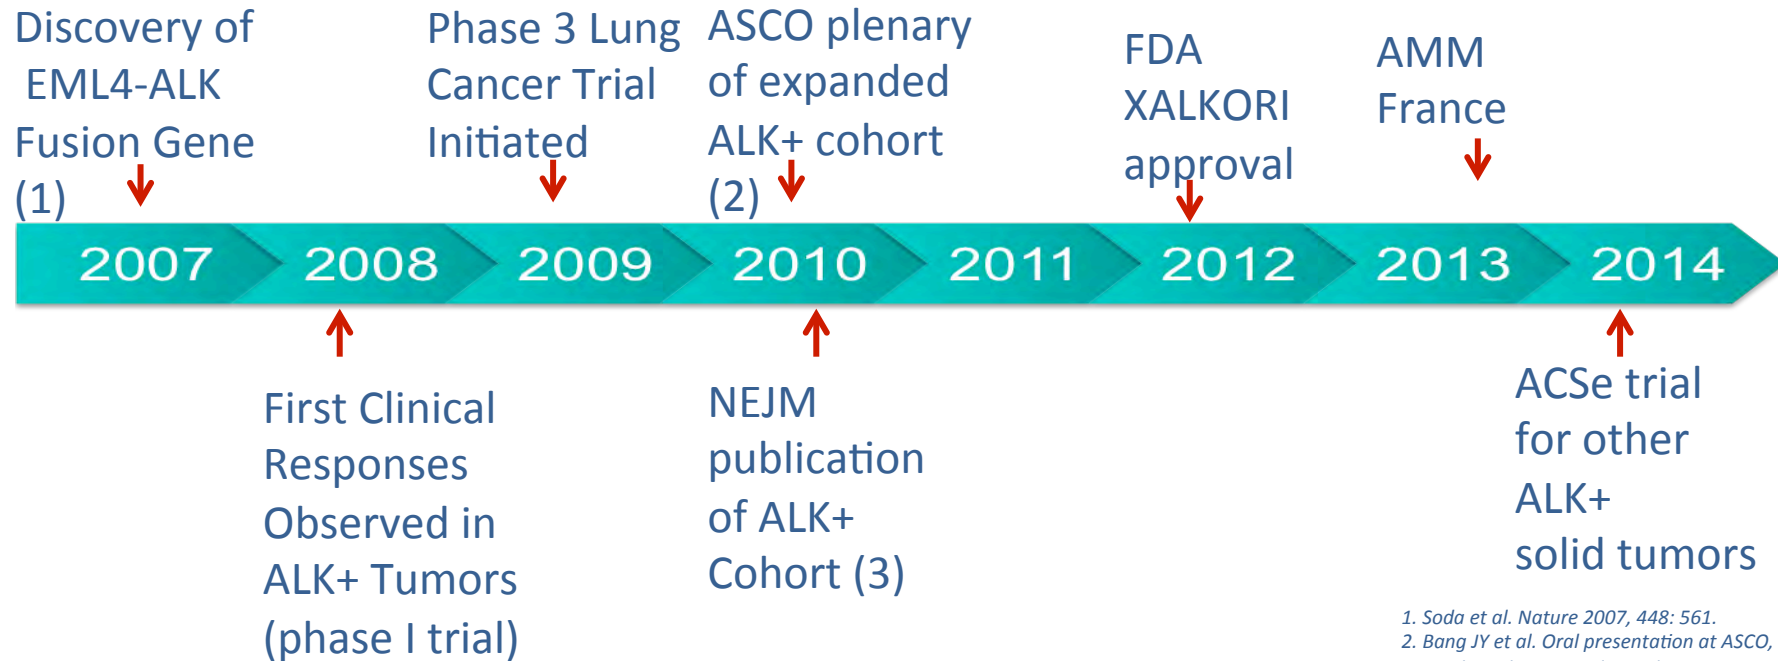 Discovery of
EML4-ALK
Fusion Gene
(1)
Phase 3 Lung
Cancer Trial
Initiated
ASCO plenary
of expanded
ALK+ cohort
(2)
FDA
XALKORI
approval
AMM
France
2007
2008
2009
2010
2011
2012
2013
2014
First Clinical
Responses
Observed in
ALK+ Tumors
(phase I trial)
NEJM
publication
of ALK+
Cohort (3)
ACSe trial
for other
ALK+
solid tumors
1. Soda et al. Nature 2007, 448: 561.
2. Bang JY et al. Oral presentation at ASCO,